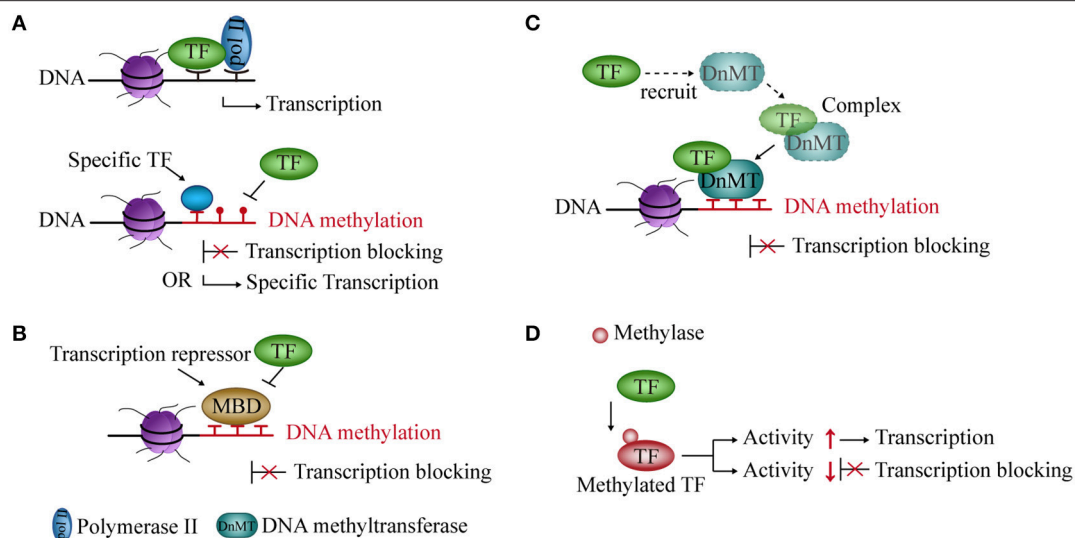 A
TF
pol II
DNA
Transcription
Specific TF
TF
DNA
DNA methylation
Transcription blocking
OR
Specific Transcription
B
Transcription repressor
TF
MBD
DNA methylation
Transcription blocking
pol II
Polymerase II
DnMT
DNA methyltransferase
C
TF
recruit
DnMT
Complex
TF
DnMT
TF
DnMT
DNA
DNA methylation
Transcription blocking
D
Methylase
TF
TF
Methylated TF
Activity
Transcription
Activity
Transcription blocking